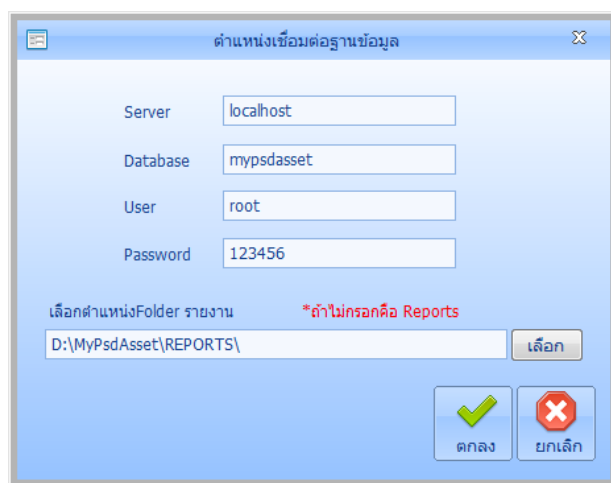 ตำแหน่งเชื่อมต่อฐานข้อมูล
Server localhost
Database mypsdasset
User root
Password 123456
เลือกตำแหน่งFolder รายงาน *ถ้าไม่กรอกคือ Reports
D:\MyPsdAsset\REPORTS\ เลือก
ตกลง ยกเลิก